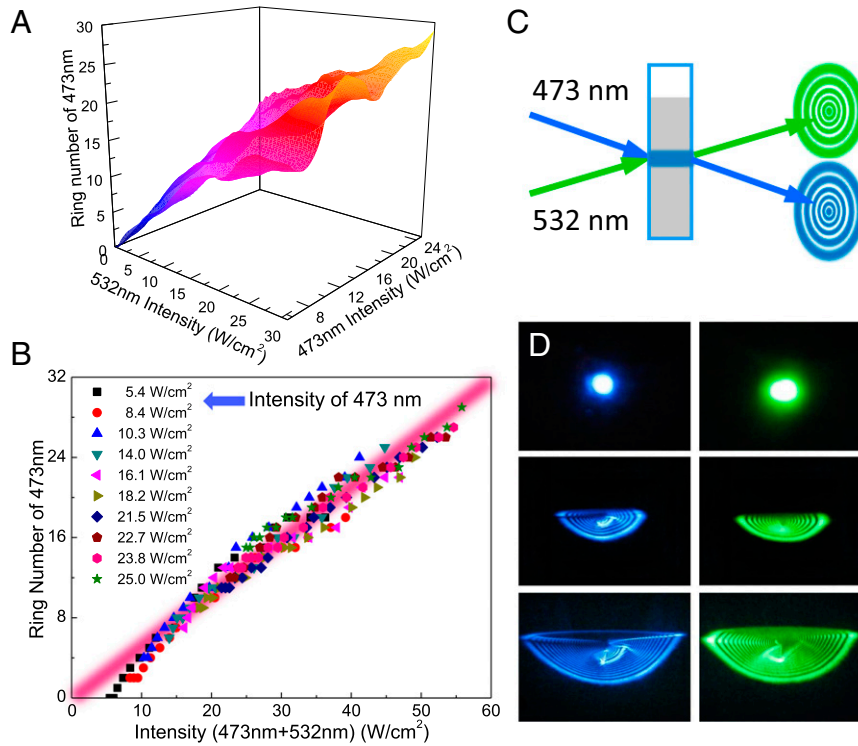 A
30
25
20
15
10
5
0
Ring number of 473nm
0
5
10
15
20
25
30
532nm Intensity (W/cm²)
8
12
16
20
24
473nm Intensity (W/cm²)
C
473 nm
532 nm
B
32
24
16
8
0
Ring Number of 473nm
5.4 W/cm²
Intensity of 473 nm
8.4 W/cm²
10.3 W/cm²
14.0 W/cm²
16.1 W/cm²
18.2 W/cm²
21.5 W/cm²
22.7 W/cm²
23.8 W/cm²
25.0 W/cm²
0
10
20
30
40
50
60
Intensity (473nm+532nm) (W/cm²)
D